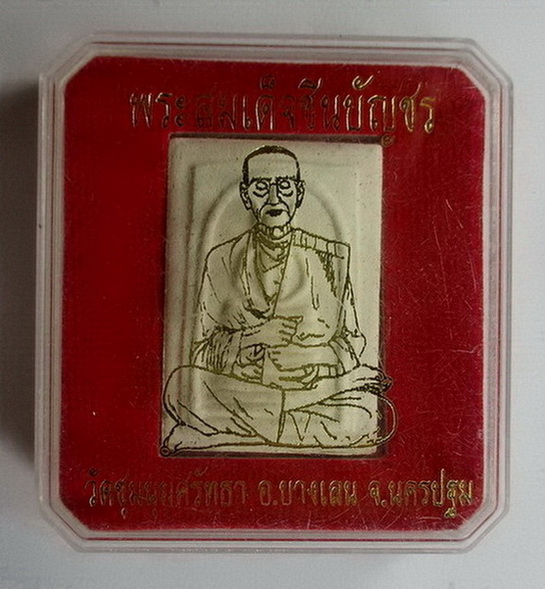 พระสมเด็จชินบัญชร
วัดชุมนุมศรัทธา อ.บางเลน จ.นครปฐม